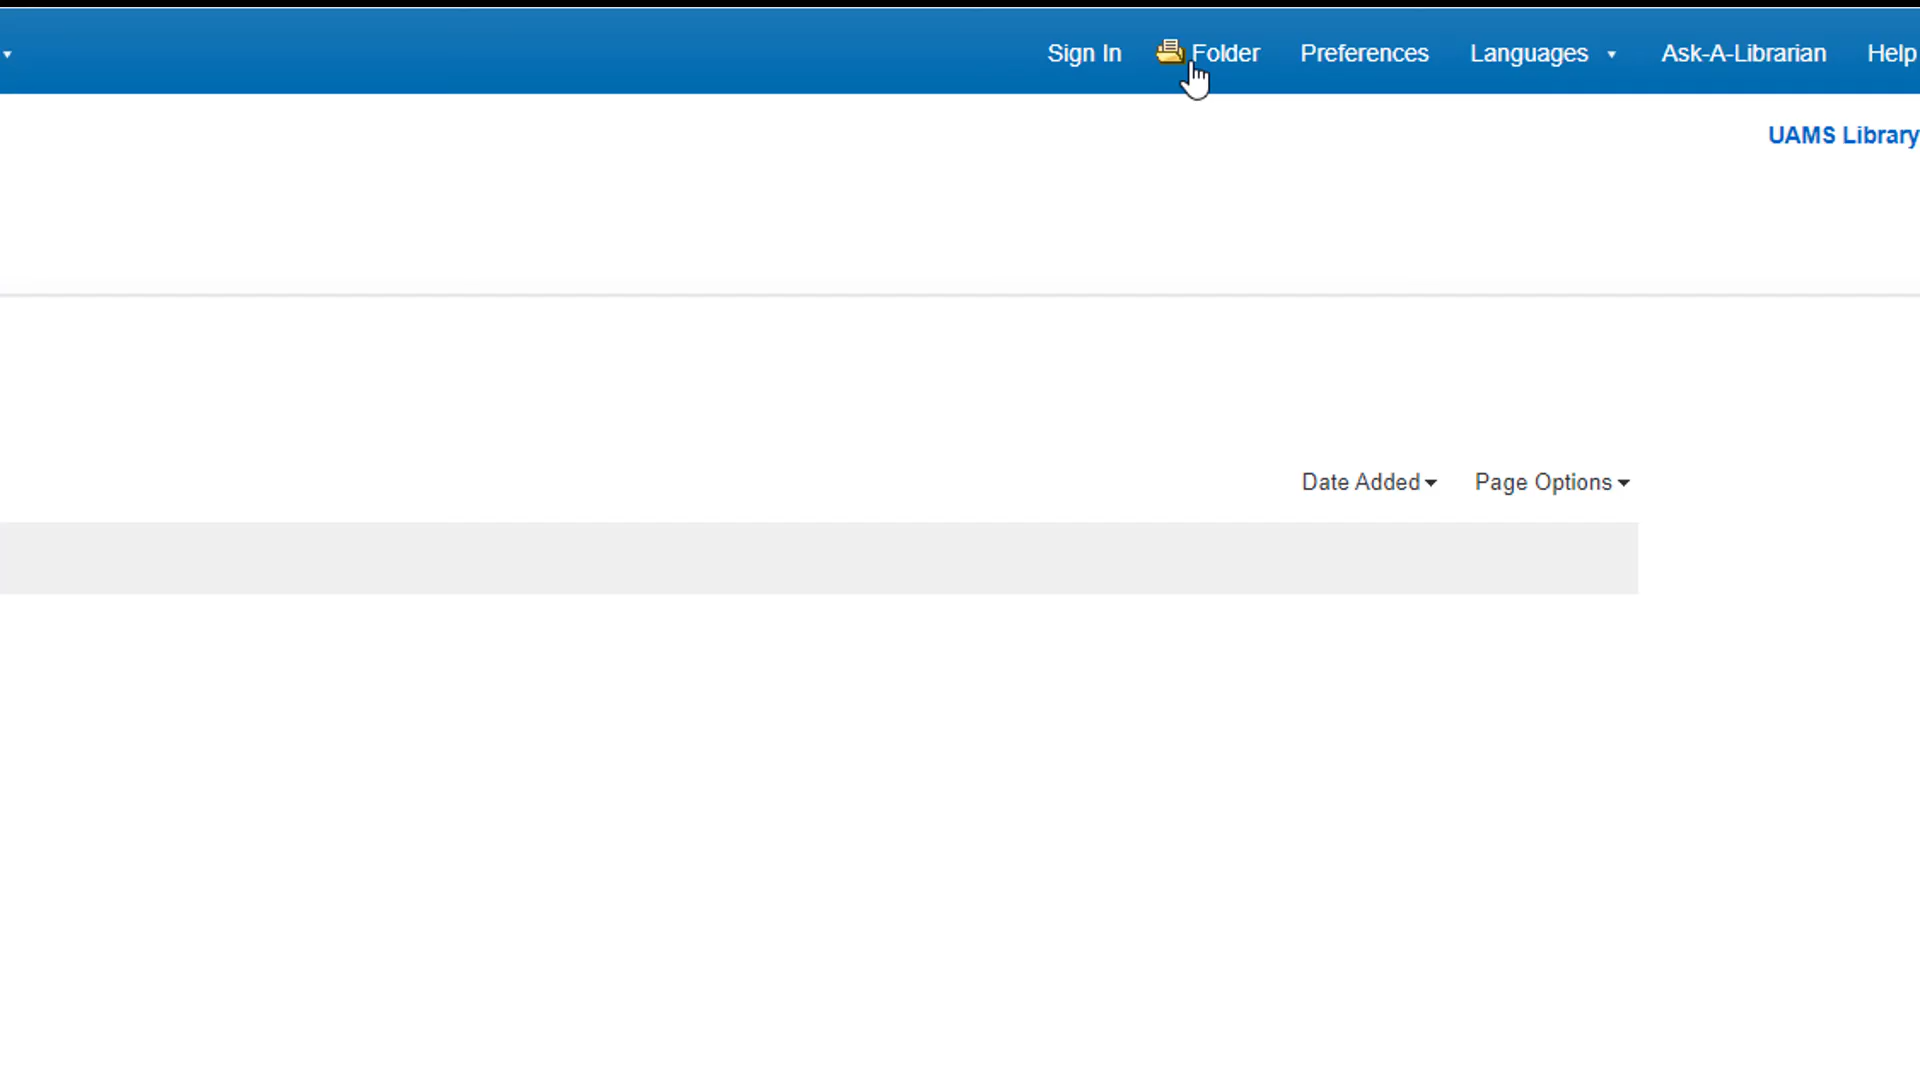 Sign In Folder Preferences Languages Ask-A-Librarian Help
UAMS Library
Date Added Page Options